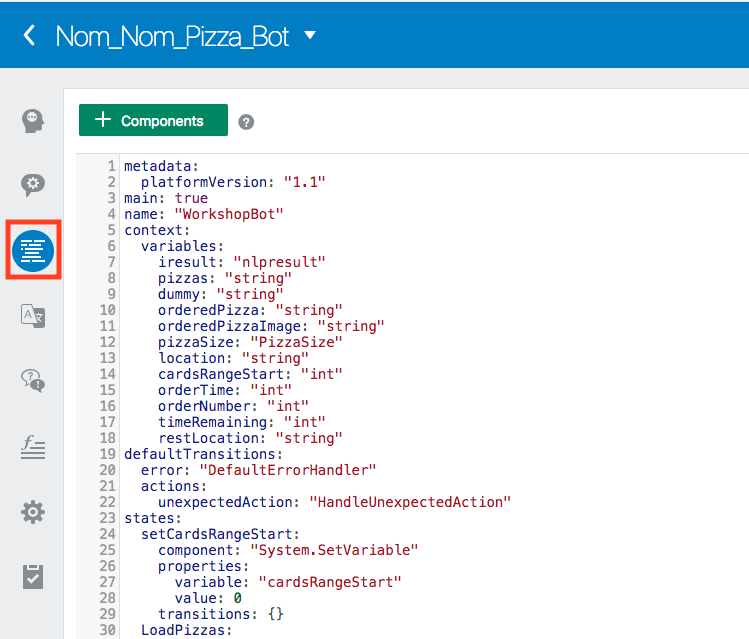 Nom_Nom_Pizza_Bot
+ Components ?
1 metadata:
2   platformVersion: "1.1"
3 main: true
4 name: "WorkshopBot"
5 context:
6   variables:
7     iresult: "nlpresult"
8     pizzas: "string"
9     dummy: "string"
10     orderedPizza: "string"
11     orderedPizzaImage: "string"
12     pizzaSize: "PizzaSize"
13     location: "string"
14     cardsRangeStart: "int"
15     orderTime: "int"
16     orderNumber: "int"
17     timeRemaining: "int"
18     restLocation: "string"
19 defaultTransitions:
20   error: "DefaultErrorHandler"
21   actions:
22     unexpectedAction: "HandleUnexpectedAction"
23 states:
24   setCardsRangeStart:
25     component: "System.SetVariable"
26     properties:
27       variable: "cardsRangeStart"
28       value: 0
29     transitions: {}
30   LoadPizzas: